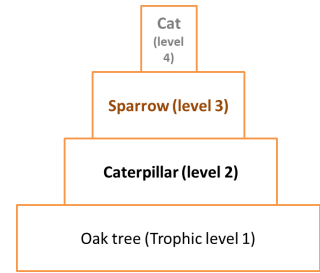 Cat
(level
4)
Sparrow (level 3)
Caterpillar (level 2)
Oak tree (Trophic level 1)